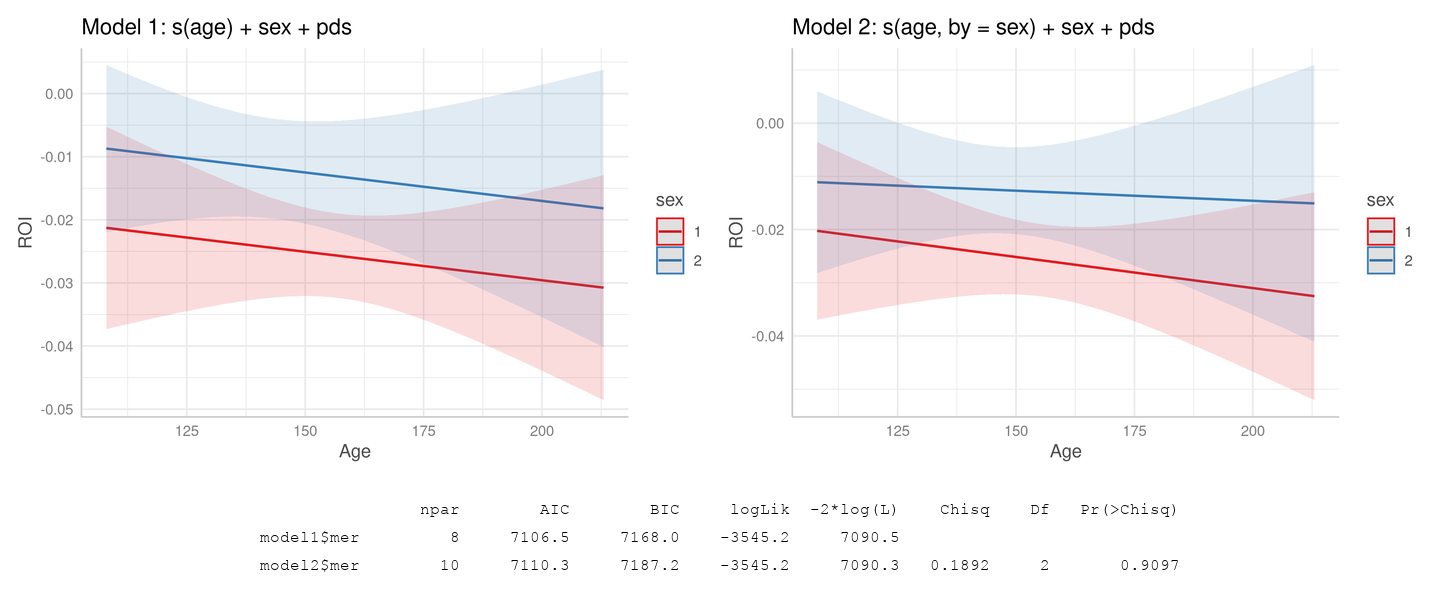 Model 1: s(age) + sex + pds
0.00
-0.01
-0.02
-0.03
-0.04
-0.05
ROI
125 150 175 200
Age
sex
1
2
Model 2: s(age, by = sex) + sex + pds
0.00
-0.02
-0.04
ROI
125 150 175 200
Age
sex
1
2
npar AIC BIC logLik -2*log(L) Chisq Df Pr(>Chisq)
model1$mer 8 7106.5 7168.0 -3545.2 7090.5
model2$mer 10 7110.3 7187.2 -3545.2 7090.3 0.1892 2 0.9097